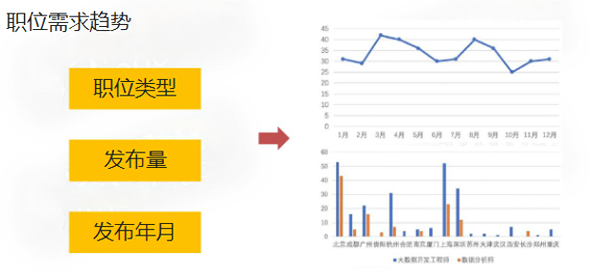 职位需求趋势
职位类型
发布量
发布年月
45
40
35
30
25
20
15
10
5
0
1月 2月 3月 4月 5月 6月 7月 8月 9月 10月 11月 12月
60
50
40
30
20
10
0
北京 成都 广州 贵阳 杭州 合肥 南京 厦门 上海 深圳 苏州 天津 武汉 西安 长沙 郑州 重庆
大数据开发工程师 数据分析师